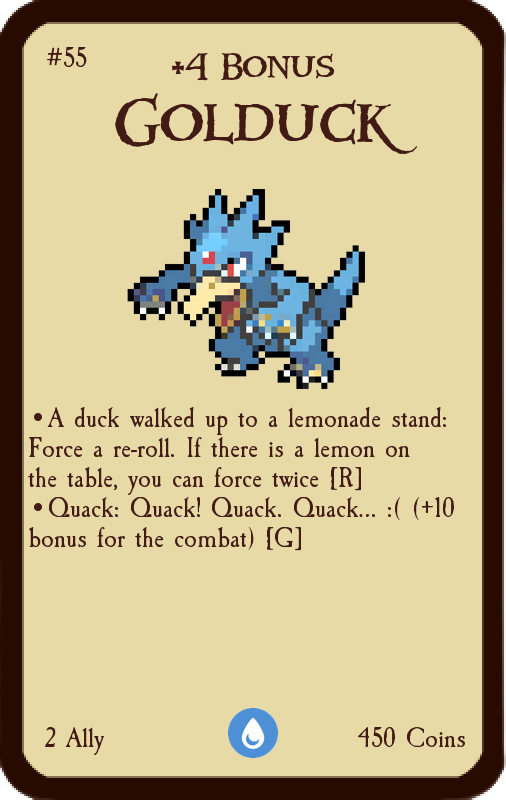 #55
+4 Bonus
Golduck
•A duck walked up to a lemonade stand:
Force a re-roll. If there is a lemon on
the table, you can force twice [R]
•Quack: Quack! Quack. Quack... :( (+10
bonus for the combat) [G]
2 Ally
450 Coins